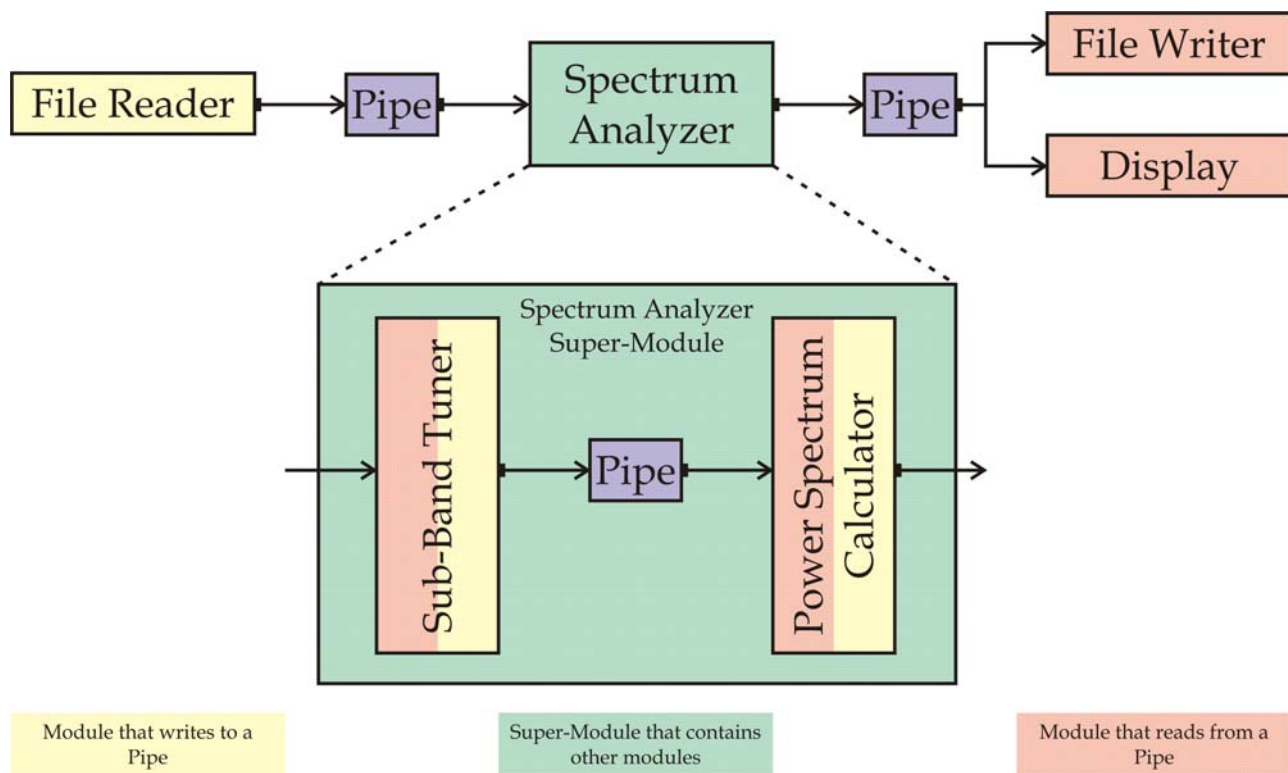 File Reader
Pipe
Spectrum
Analyzer
Pipe
File Writer
Display
Spectrum Analyzer
Super-Module
Sub-Band Tuner
Pipe
Power Spectrum
Calculator
Module that writes to a
Pipe
Super-Module that contains
other modules
Module that reads from a
Pipe